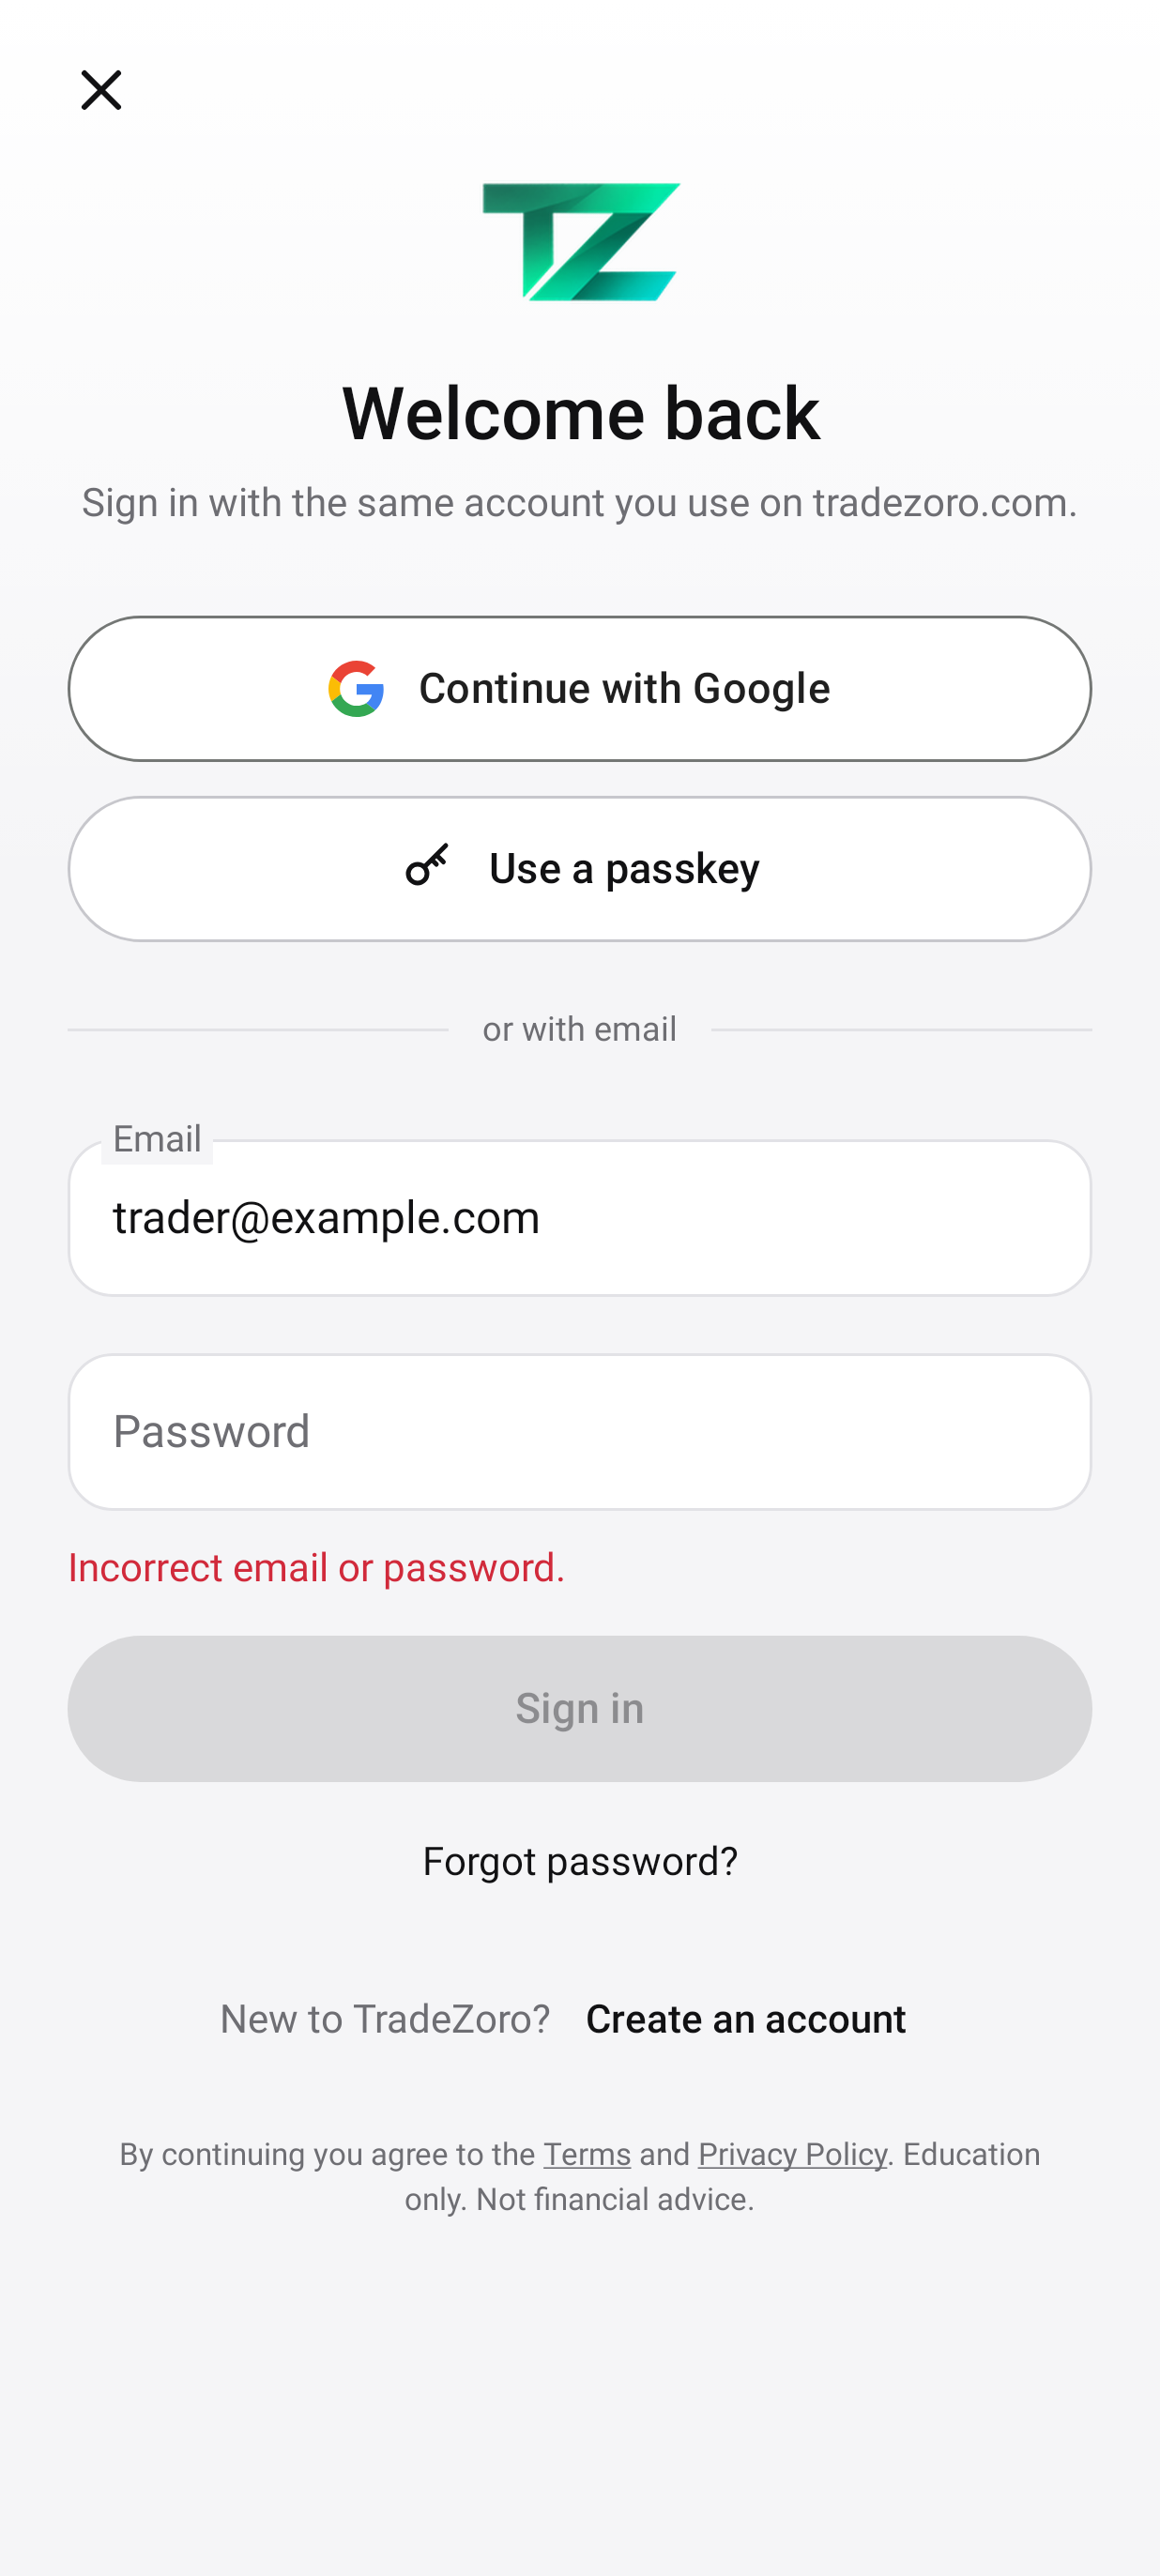 TZ
Welcome back
Sign in with the same account you use on tradezoro.com.
Continue with Google
Use a passkey
or with email
Email
trader@example.com
Password
Incorrect email or password.
Sign in
Forgot password?
New to TradeZoro? Create an account
By continuing you agree to the Terms and Privacy Policy. Education
only. Not financial advice.